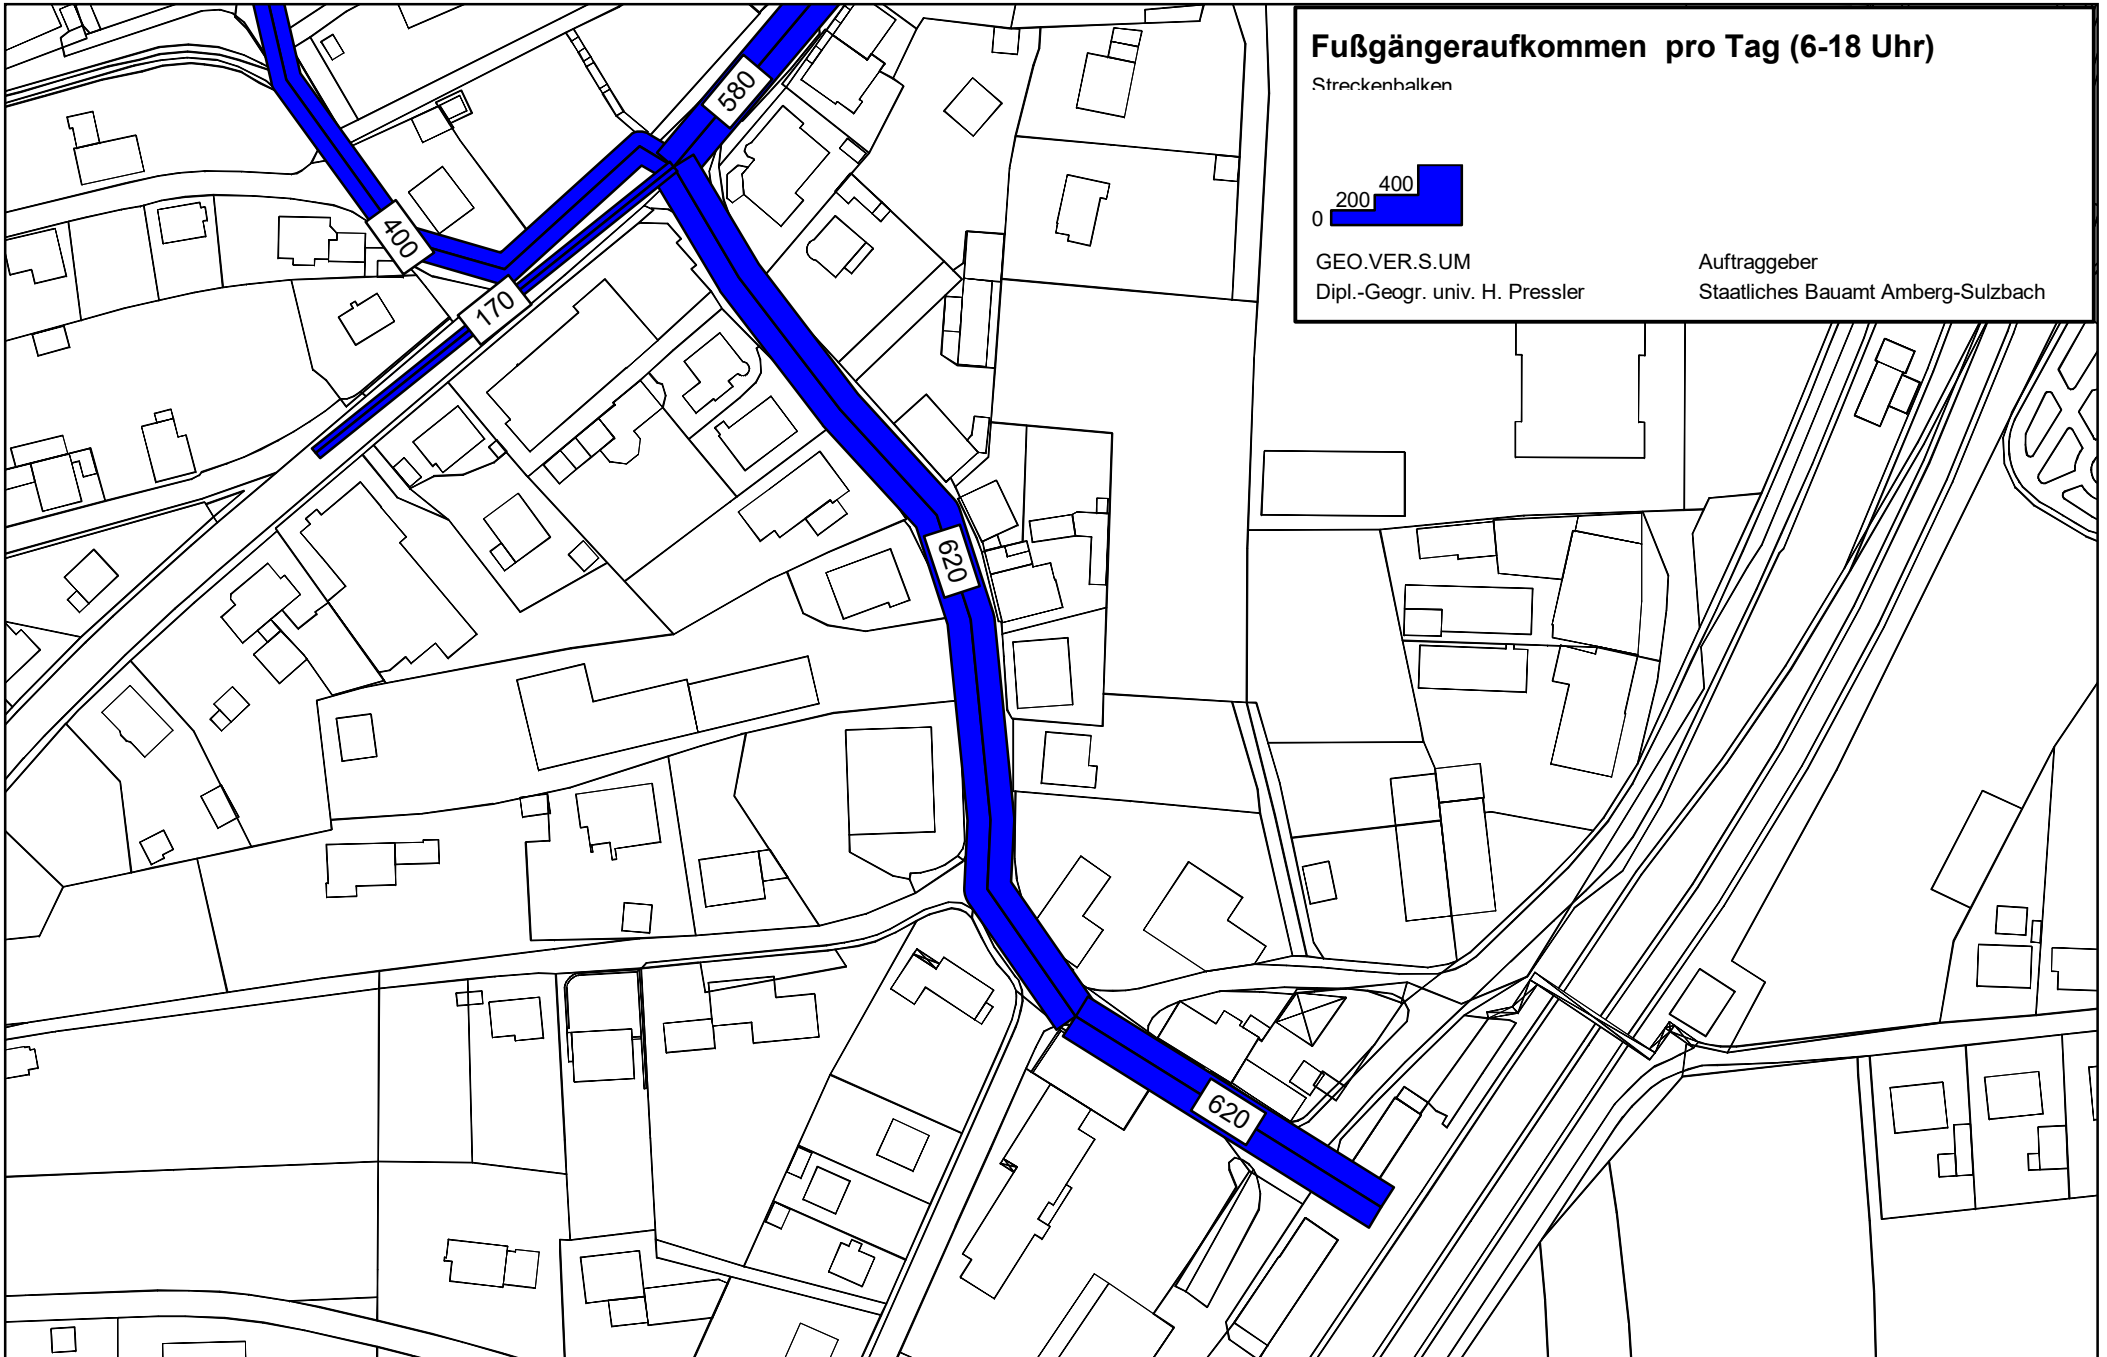 Fußgängeraufkommen pro Tag (6-18 Uhr)
Streckenbalken
0 200 400
GEO.VER.S.UM
Dipl.-Geogr. univ. H. Pressler
Auftraggeber
Staatliches Bauamt Amberg-Sulzbach
580
400
170
620
620